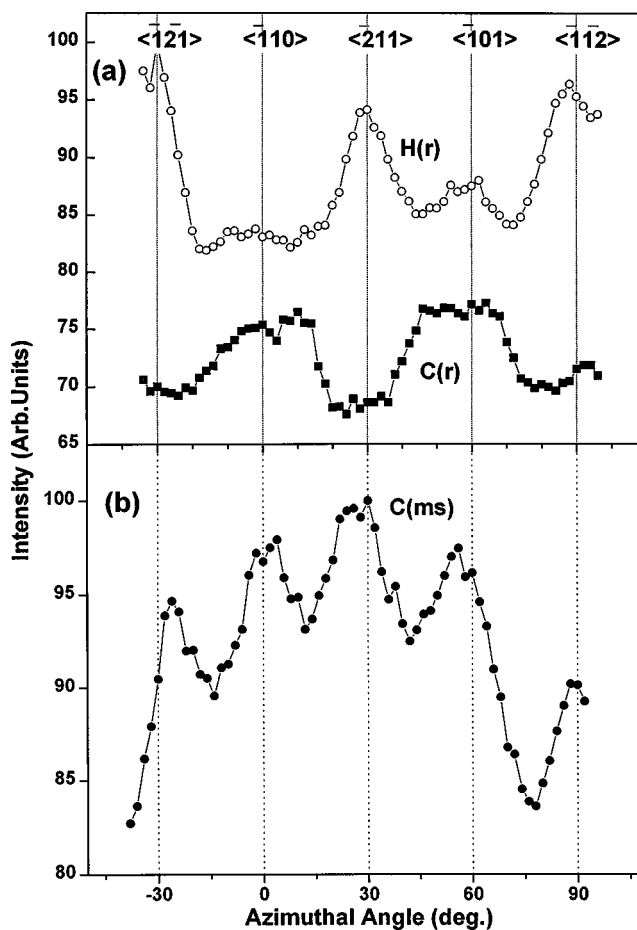 (a)
<1̄21̄> <1̄10> <2̄11> <1̄01> <1̄1̄2>
100
95
90
85
80
75
70
65
H(r)
C(r)
Intensity (Arb.Units)
(b)
C(ms)
100
95
90
85
80
-30 0 30 60 90
Azimuthal Angle (deg.)